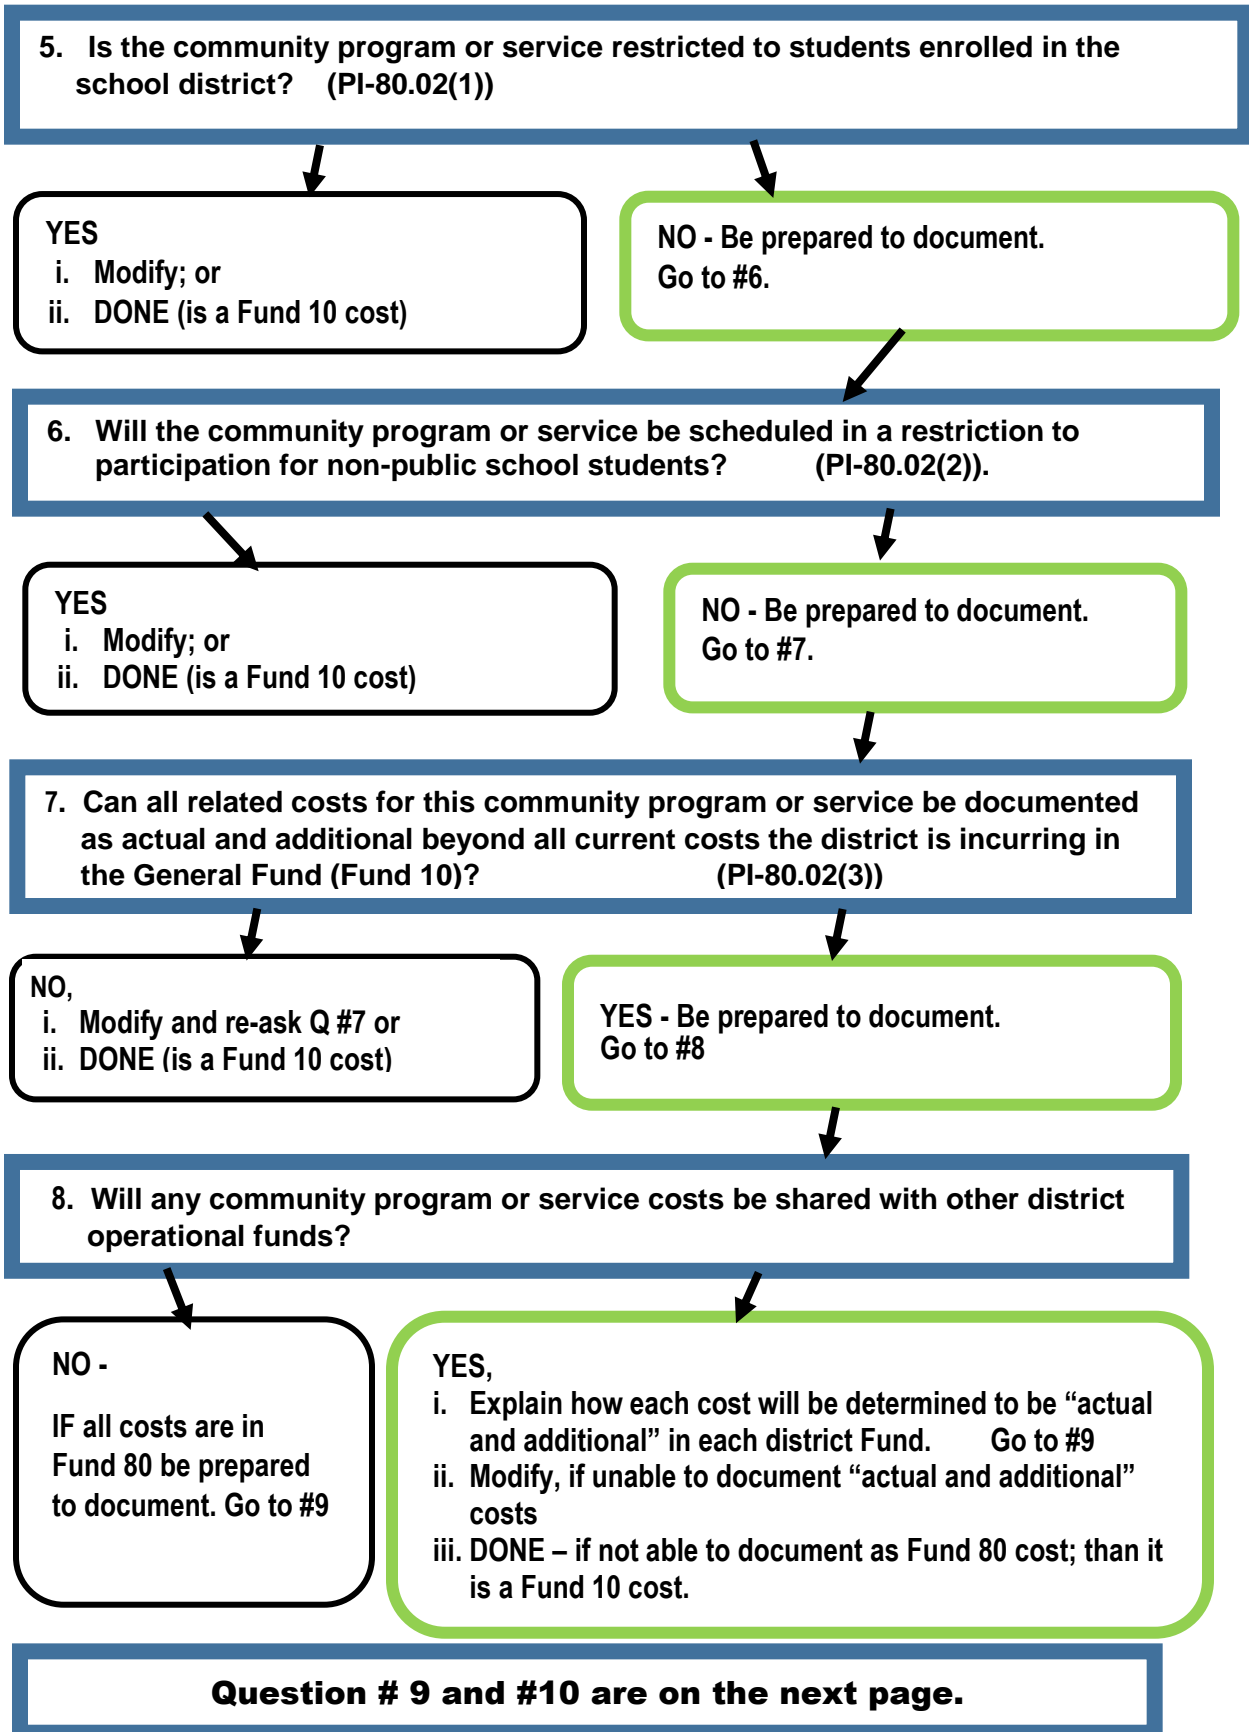 5. Is the community program or service restricted to students enrolled in the
school district? (PI-80.02(1))
YES
i. Modify; or
ii. DONE (is a Fund 10 cost)
NO - Be prepared to document.
Go to #6.
6. Will the community program or service be scheduled in a restriction to
participation for non-public school students? (PI-80.02(2)).
YES
i. Modify; or
ii. DONE (is a Fund 10 cost)
NO - Be prepared to document.
Go to #7.
7. Can all related costs for this community program or service be documented
as actual and additional beyond all current costs the district is incurring in
the General Fund (Fund 10)? (PI-80.02(3))
NO,
i. Modify and re-ask Q #7 or
ii. DONE (is a Fund 10 cost)
YES - Be prepared to document.
Go to #8
8. Will any community program or service costs be shared with other district
operational funds?
NO -
IF all costs are in
Fund 80 be prepared
to document. Go to #9
YES,
i. Explain how each cost will be determined to be “actual
and additional” in each district Fund. Go to #9
ii. Modify, if unable to document “actual and additional”
costs
iii. DONE – if not able to document as Fund 80 cost; than it
is a Fund 10 cost.
Question # 9 and #10 are on the next page.